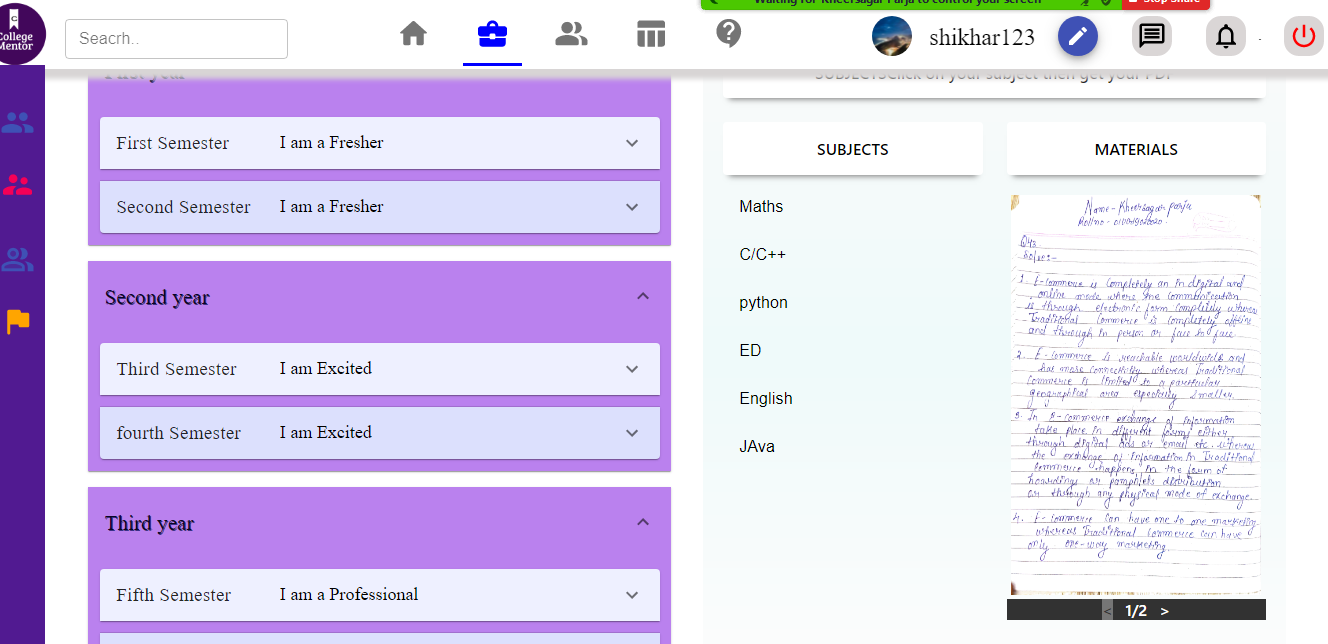 Waiting for Kheersagar Parja to control your screen
Stop Share
College
Mentor
Seacrh..
shikhar123
First year
First Semester I am a Fresher
Second Semester I am a Fresher
Second year
Third Semester I am Excited
fourth Semester I am Excited
Third year
Fifth Semester I am a Professional
SUBJECTSClick on your subject then get your PDF
SUBJECTS
Maths
C/C++
python
ED
English
JAva
MATERIALS
Name - Kheersagar parja
Rollno -
Q43
1. E-commerce is completely an in digital and
online mode where the communication
is through electronic form completely whereas
Traditional commerce is completely offline
and through in person or face to face.
2. E-commerce is reachable worldwide and
has more connectivity whereas Traditional
Commerce is limited to a particular
geographical area especially smaller.
3. In E-commerce exchange of information
take place in different forms either
through digital ads or email etc. whereas
the exchange of information in Traditional
commerce happens in the form of
hoardings or pamphlets distribution
or through any physical mode of exchange.
4. E-commerce can have one to one marketing
whereas Traditional commerce can have
only one-way marketing.
< 1/2 >